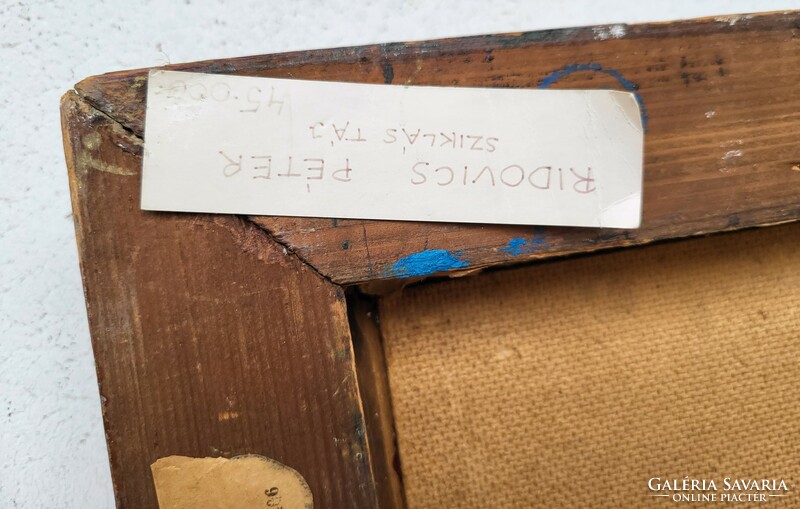 RIDOVICS PÉTER
SZIKLÁS TÁJ
45.000
GALÉRIA SAVARIA
ONLINE PIACTÉR